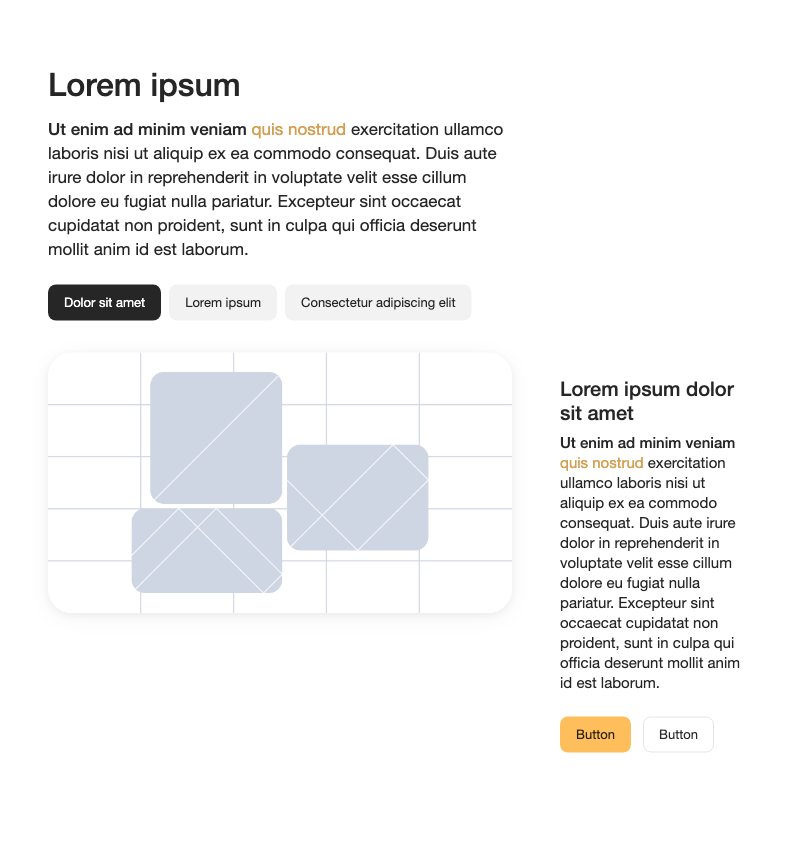 Lorem ipsum
Ut enim ad minim veniam quis nostrud exercitation ullamco
laboris nisi ut aliquip ex ea commodo consequat. Duis aute
irure dolor in reprehenderit in voluptate velit esse cillum
dolore eu fugiat nulla pariatur. Excepteur sint occaecat
cupidatat non proident, sunt in culpa qui officia deserunt
mollit anim id est laborum.
Dolor sit amet
Lorem ipsum
Consectetur adipiscing elit
Lorem ipsum dolor
sit amet
Ut enim ad minim veniam
quis nostrud exercitation
ullamco laboris nisi ut
aliquip ex ea commodo
consequat. Duis aute irure
dolor in reprehenderit in
voluptate velit esse cillum
dolore eu fugiat nulla
pariatur. Excepteur sint
occaecat cupidatat non
proident, sunt in culpa qui
officia deserunt mollit anim
id est laborum.
Button
Button